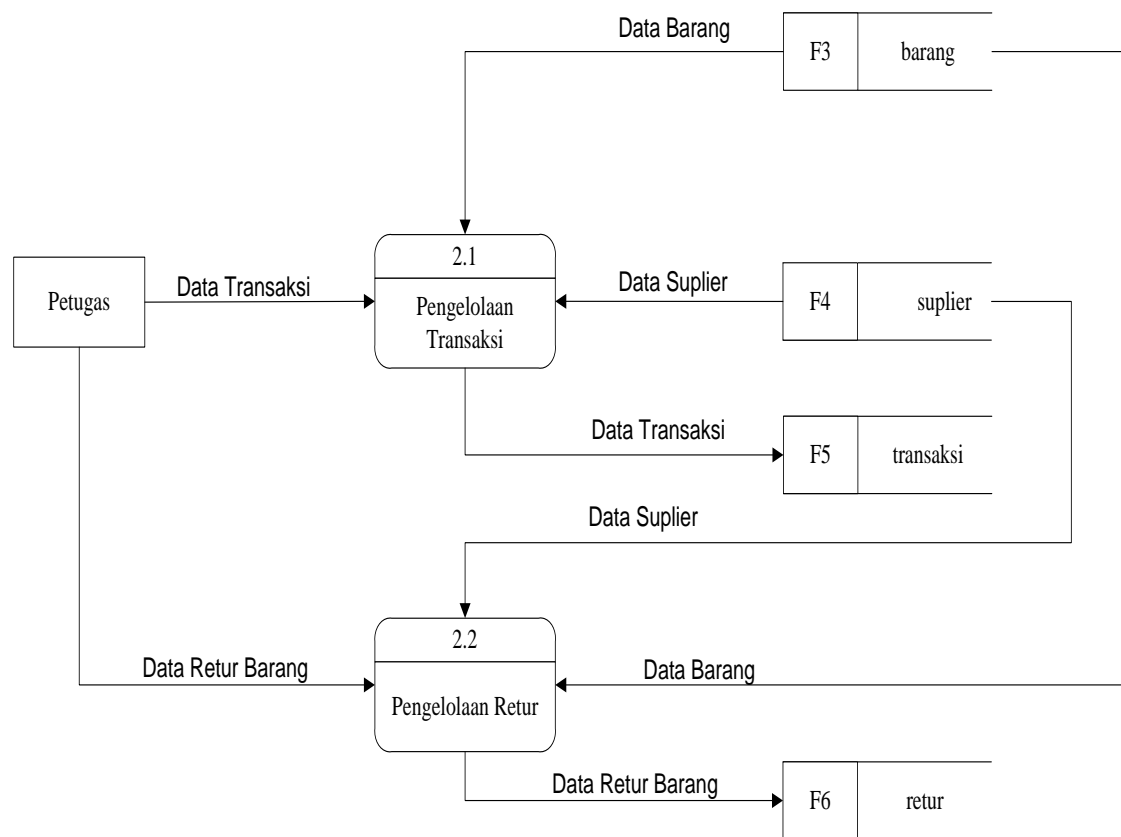 Data Barang
F3
barang
2.1
Petugas
Data Transaksi
Pengelolaan
Transaksi
Data Suplier
F4
suplier
Data Transaksi
F5
transaksi
Data Suplier
2.2
Data Retur Barang
Pengelolaan Retur
Data Barang
Data Retur Barang
F6
retur